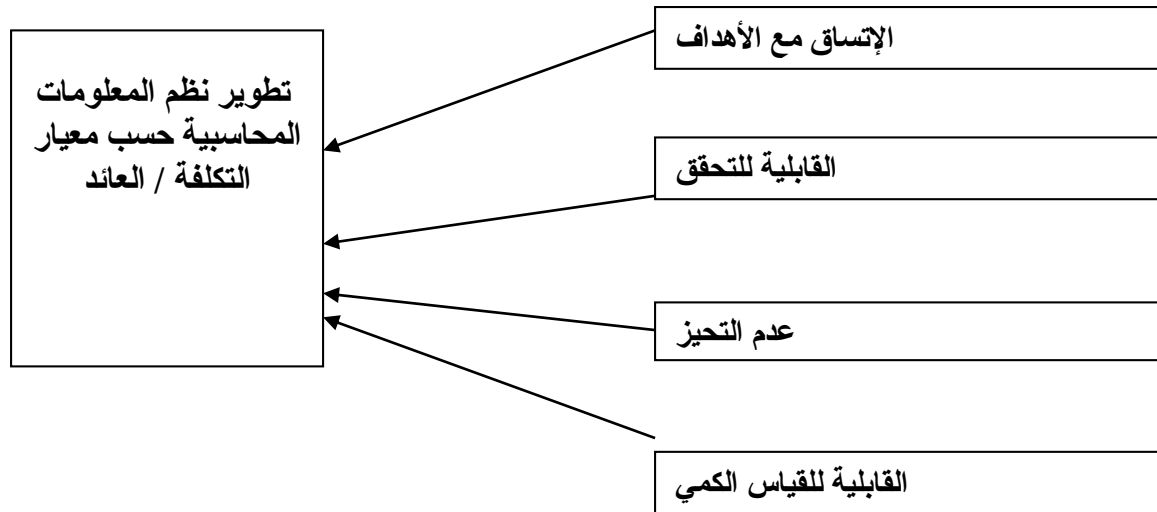 الإتساق مع الأهداف
تطوير نظم المعلومات
المحاسبية حسب معيار
التكلفة / العائد
القابلية للتحقق
عدم التحيز
القابلية للقياس الكمي